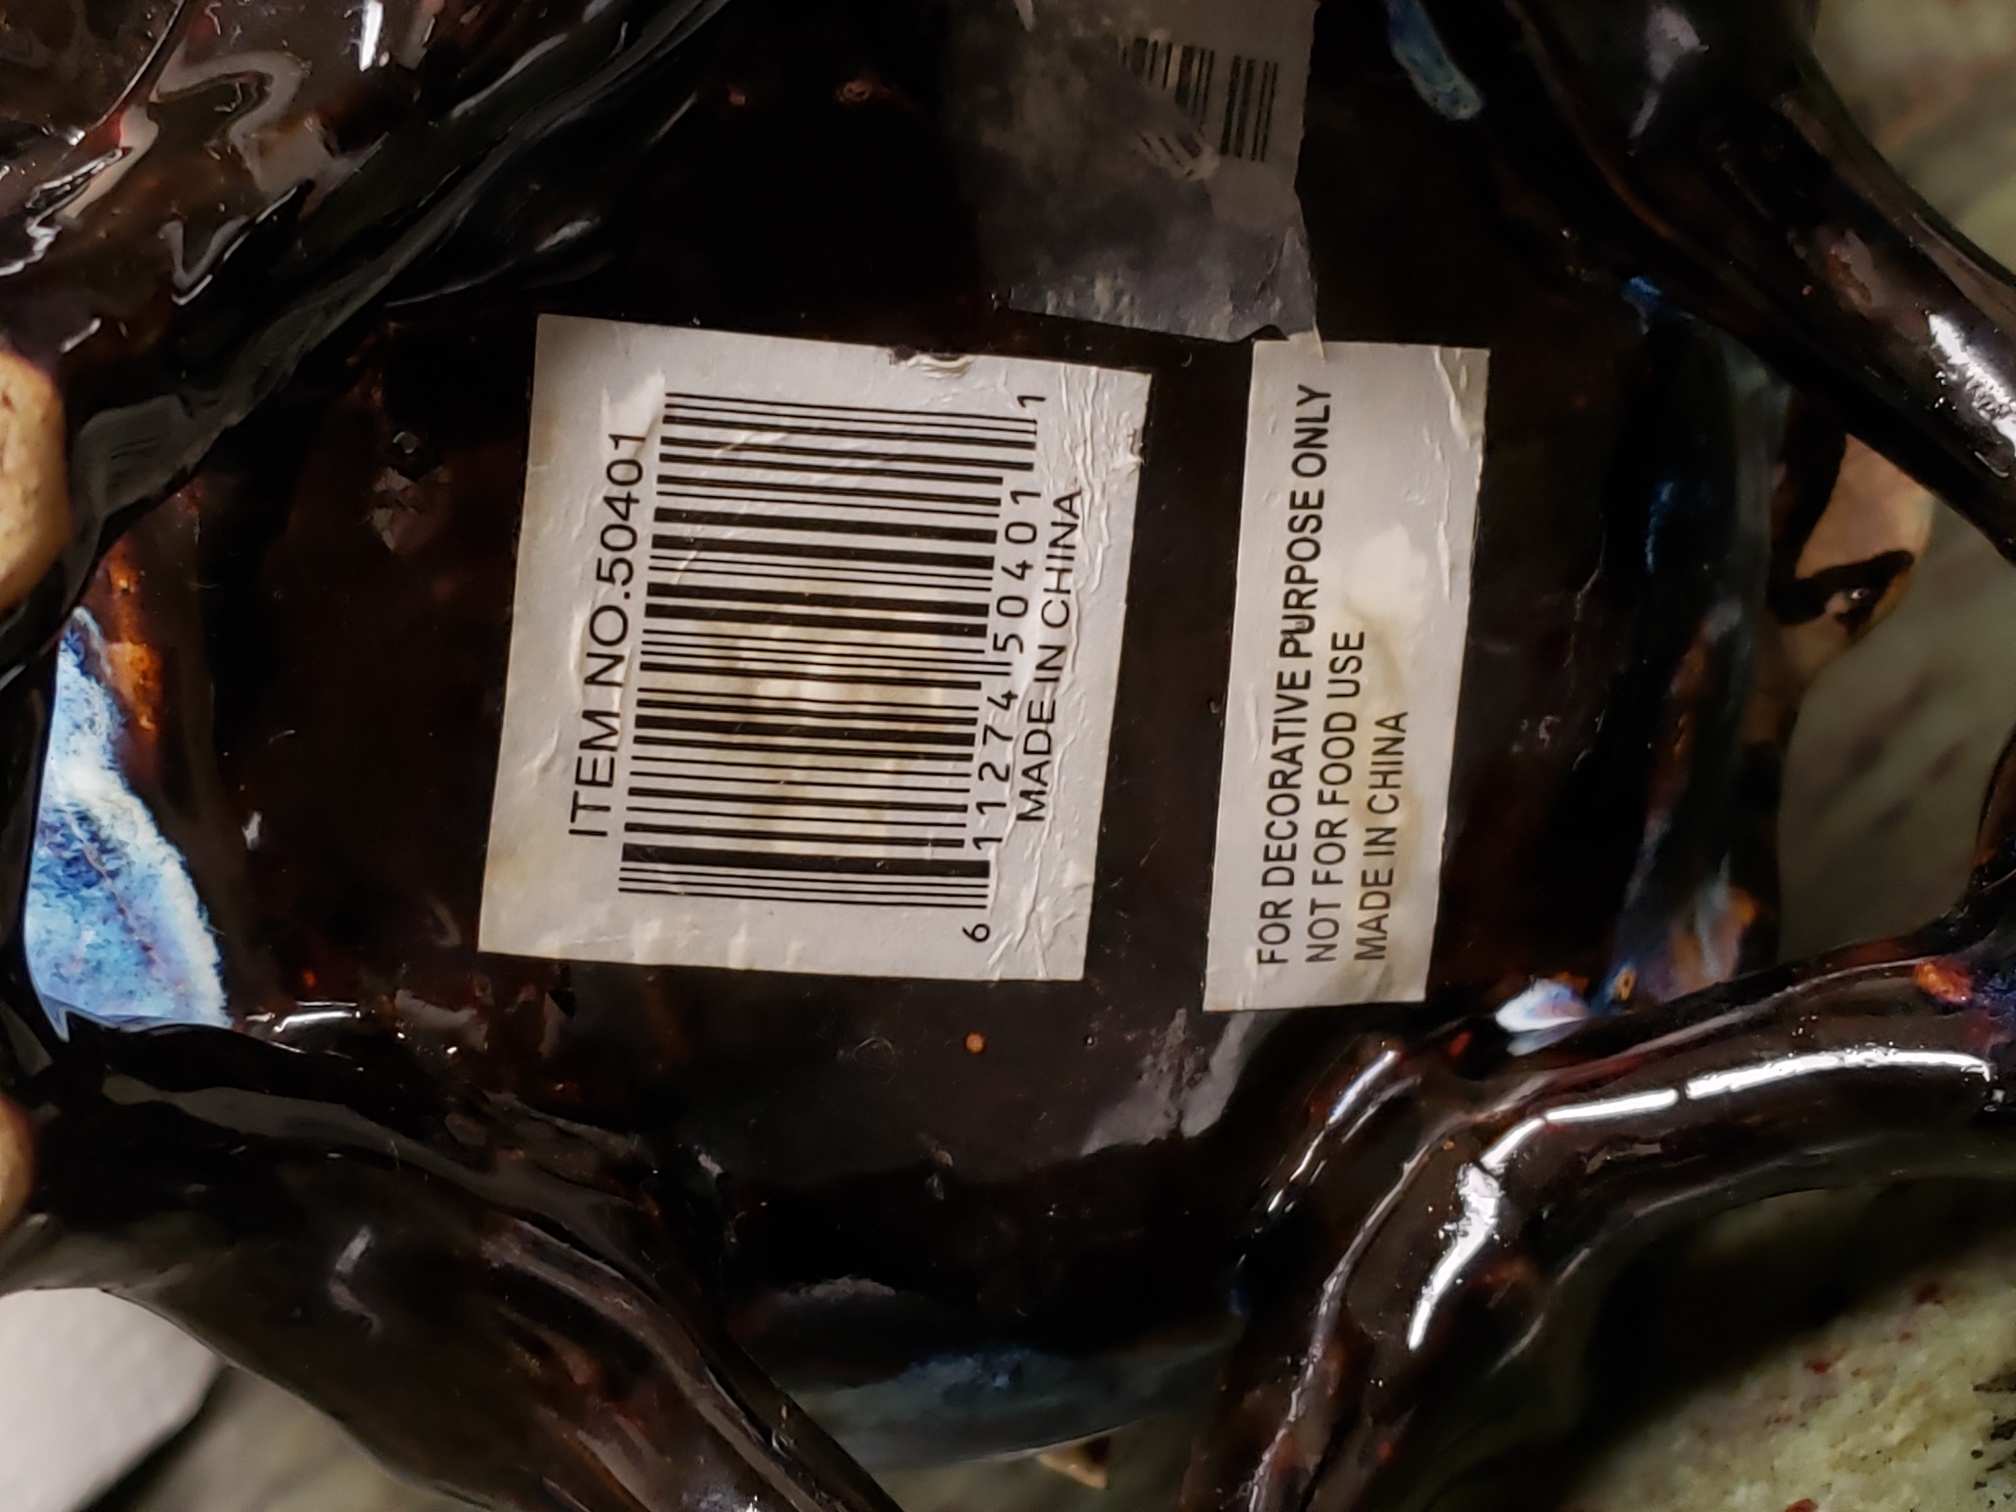 ITEM NO.50401
6 11274 50401 1
MADE IN CHINA
FOR DECORATIVE PURPOSE ONLY
NOT FOR FOOD USE
MADE IN CHINA